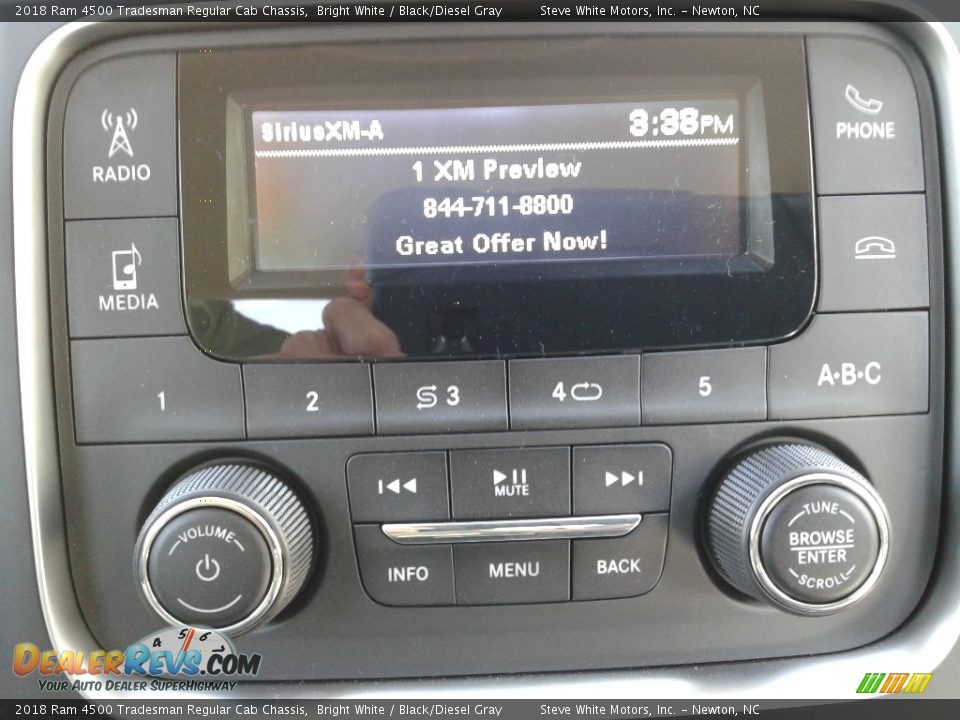 2018 Ram 4500 Tradesman Regular Cab Chassis, Bright White / Black/Diesel Gray Steve White Motors, Inc. - Newton, NC
SiriusXM-A 3:38PM
1 XM Preview
844-711-8800
Great Offer Now!
RADIO
PHONE
MEDIA
1 2 3 4 5 A·B·C
MUTE
VOLUME
INFO MENU BACK
TUNE
BROWSE
ENTER
SCROLL
4 5 6
DEALERREVS.COM
YOUR AUTO DEALER SUPERHIGHWAY
2018 Ram 4500 Tradesman Regular Cab Chassis, Bright White / Black/Diesel Gray Steve White Motors, Inc. - Newton, NC